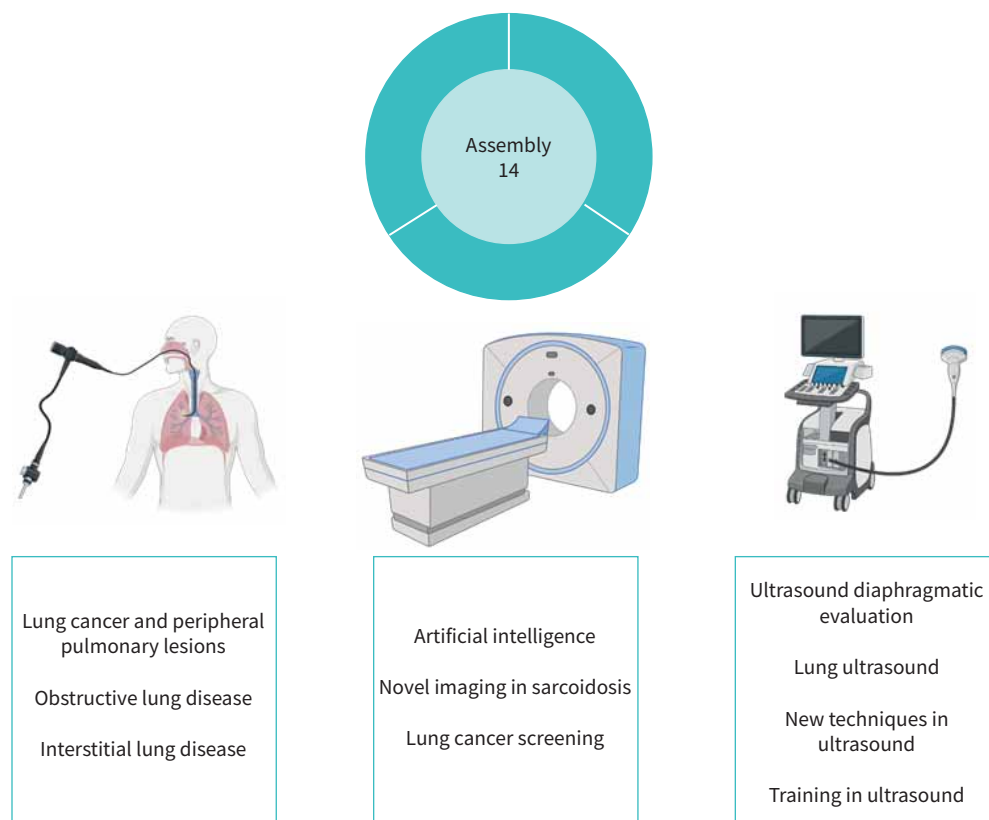 Assembly
14
Lung cancer and peripheral
pulmonary lesions
Obstructive lung disease
Interstitial lung disease
Artificial intelligence
Novel imaging in sarcoidosis
Lung cancer screening
Ultrasound diaphragmatic
evaluation
Lung ultrasound
New techniques in
ultrasound
Training in ultrasound